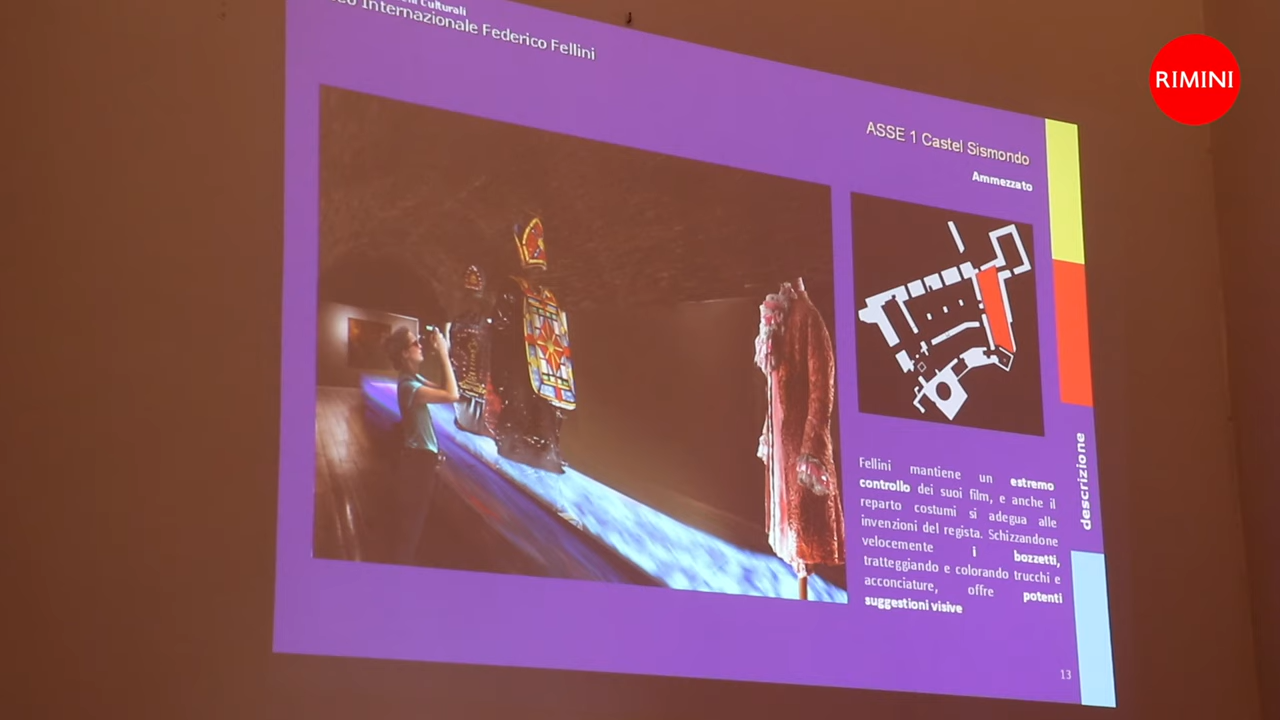 Culturali
Internazionale Federico Fellini
RIMINI
ASSE 1 Castel Sismondo
Ammezzato
descrizione
Fellini mantiene un estremo
controllo dei suoi film, e anche il
reparto costumi si adegua alle
invenzioni del regista. Schizzandone
velocemente i bozzetti,
tratteggiando e colorando trucchi e
acconciature, offre potenti
suggestioni visive
13